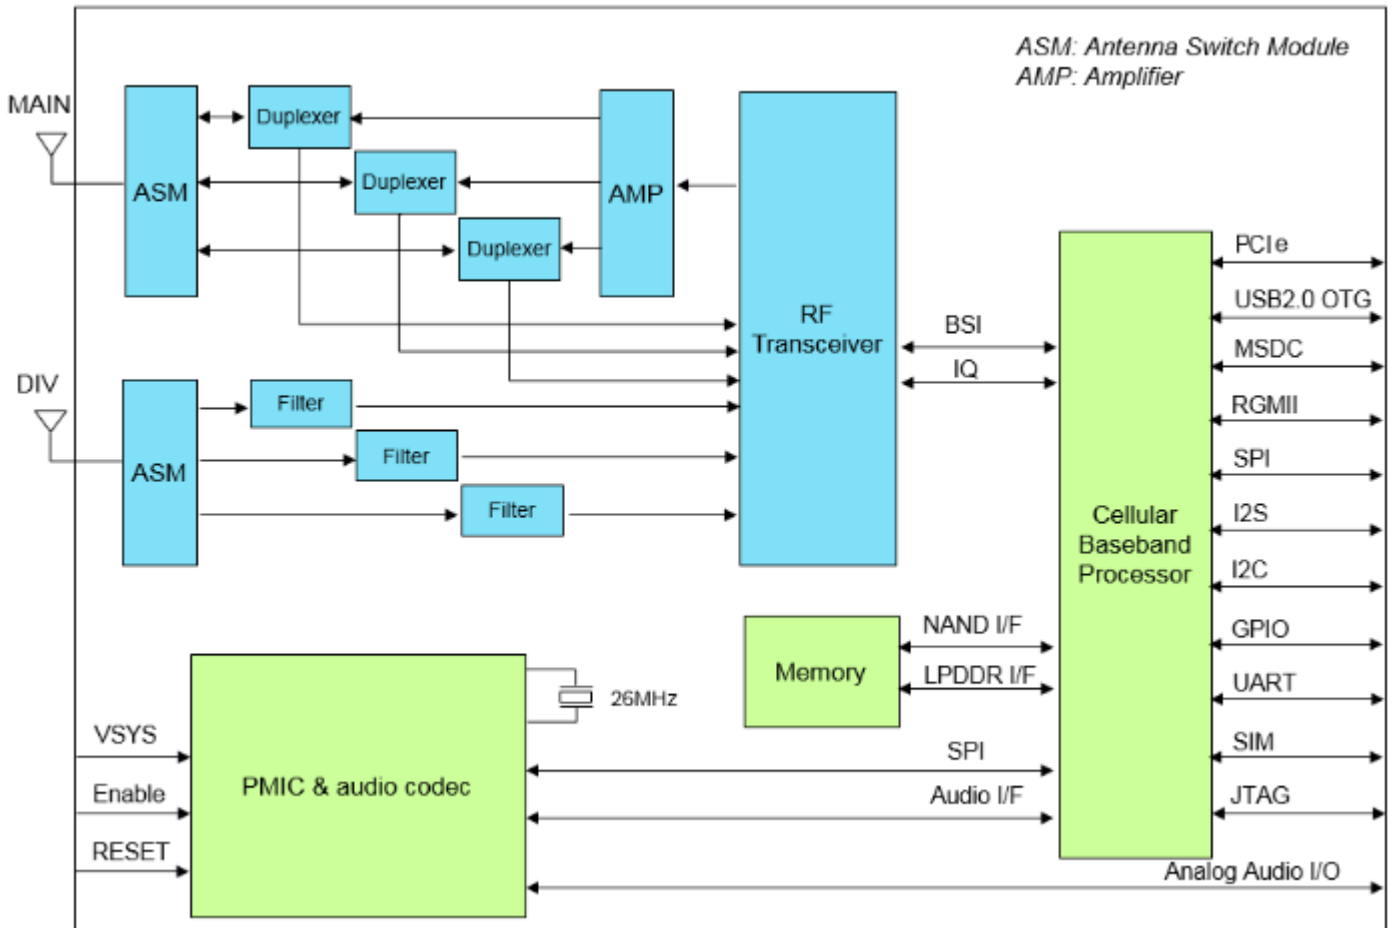 ASM: Antenna Switch Module
AMP: Amplifier
MAIN
Duplexer
Duplexer
Duplexer
ASM
AMP
RF
Transceiver
DIV
Filter
Filter
Filter
ASM
BSI
IQ
Cellular
Baseband
Processor
PCIe
USB2.0 OTG
MSDC
RGMII
SPI
I2S
I2C
GPIO
UART
SIM
JTAG
Memory
NAND I/F
LPDDR I/F
26MHz
VSYS
Enable
RESET
PMIC & audio codec
SPI
Audio I/F
Analog Audio I/O